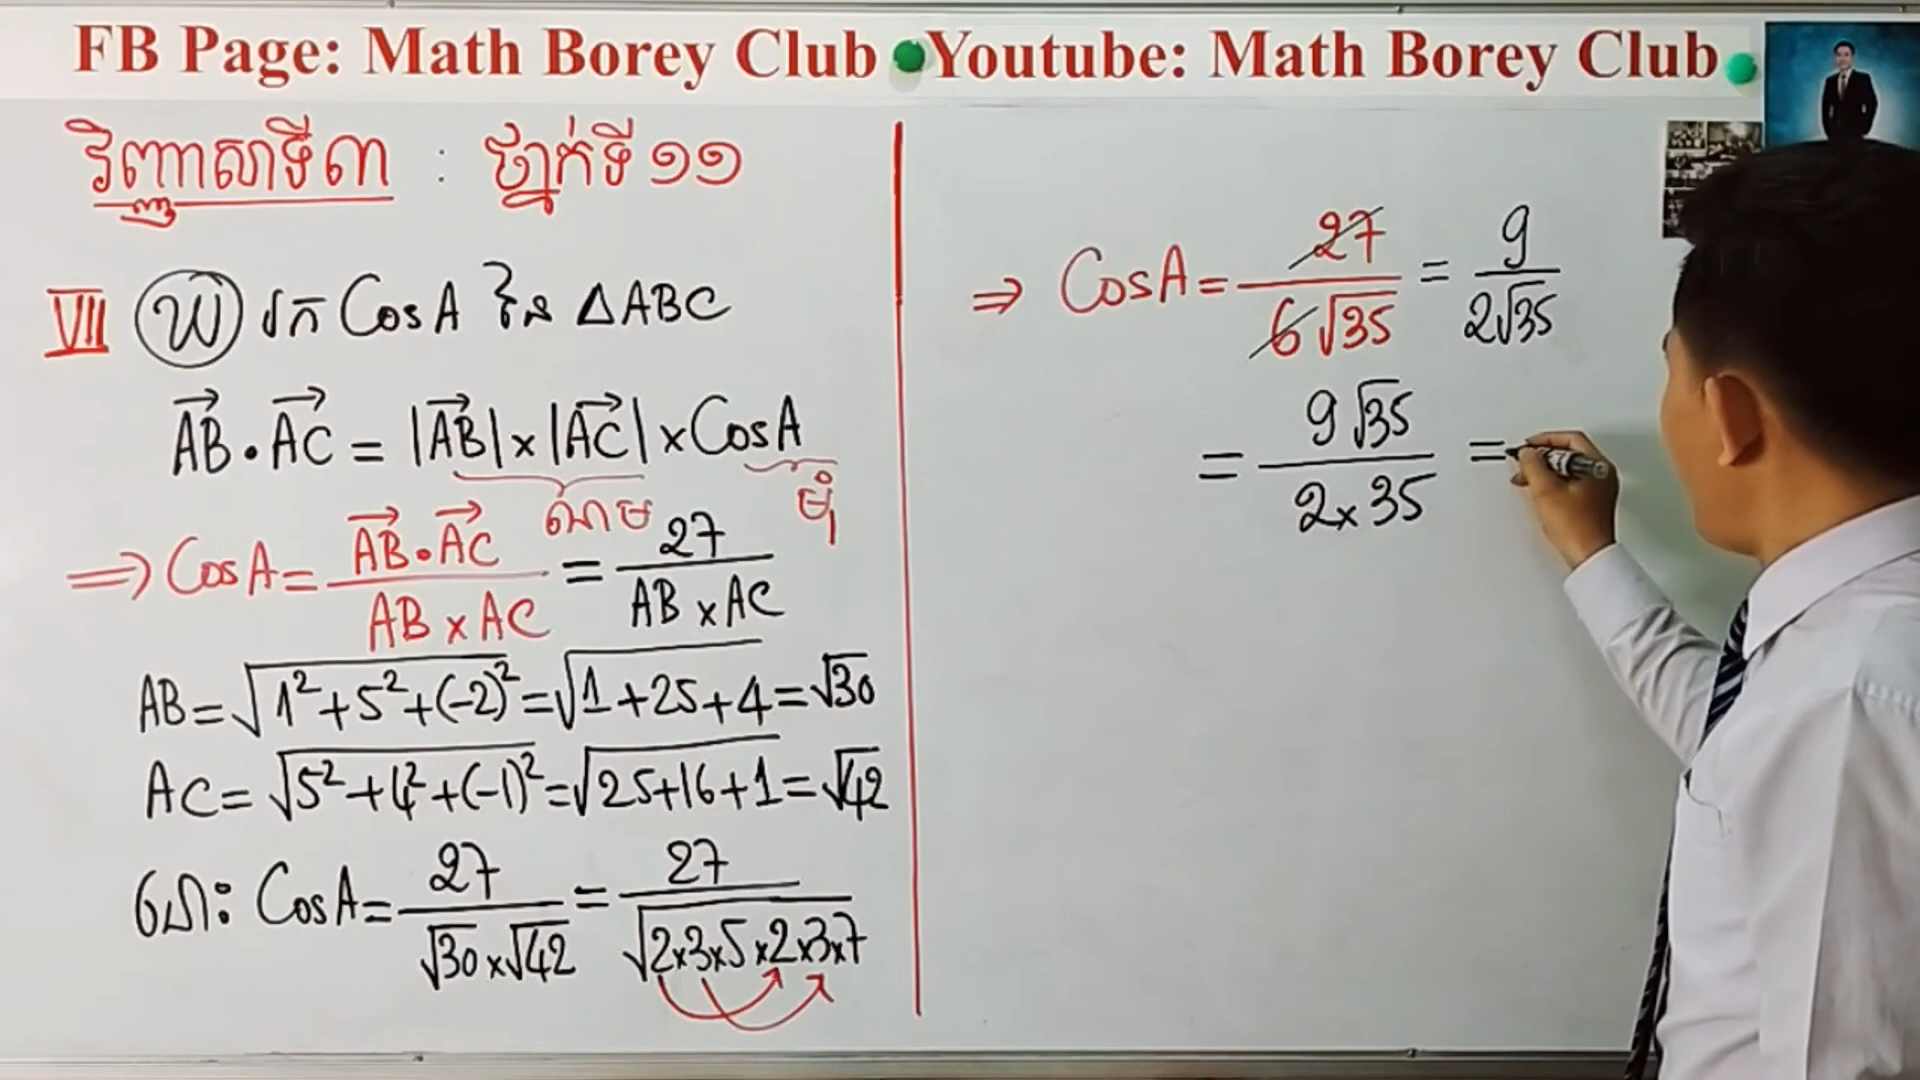 FB Page: Math Borey Club Youtube: Math Borey Club
វិញ្ញាសាទី៣ : ថ្នាក់ទី ១១
VII ឃ រក CosA នៃ ΔABC
AB⃗ · AC⃗ = |AB⃗| × |AC⃗| × CosA
ណាម មុំ
⟹ CosA = AB⃗ · AC⃗ / AB × AC = 27 / AB × AC
AB = √(1² + 5² + (-2)²) = √(1 + 25 + 4) = √30
AC = √(5² + 4² + (-1)²) = √(25 + 16 + 1) = √42
នោះ: CosA = 27 / √30 × √42 = 27 / √(2×3×5×2×3×7)
⇒ CosA = 27 / 6√35 = 9 / 2√35
= 9√35 / 2×35 =